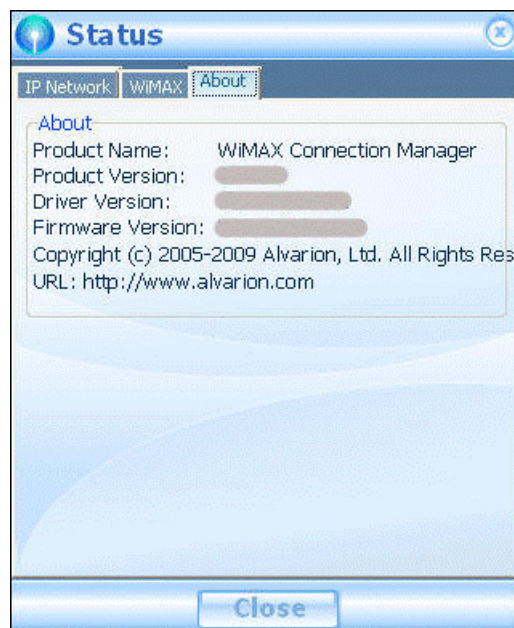 Status
IP Network WiMAX About
About
Product Name: WiMAX Connection Manager
Product Version:
Driver Version:
Firmware Version:
Copyright (c) 2005-2009 Alvarion, Ltd. All Rights Res
URL: http://www.alvarion.com
Close